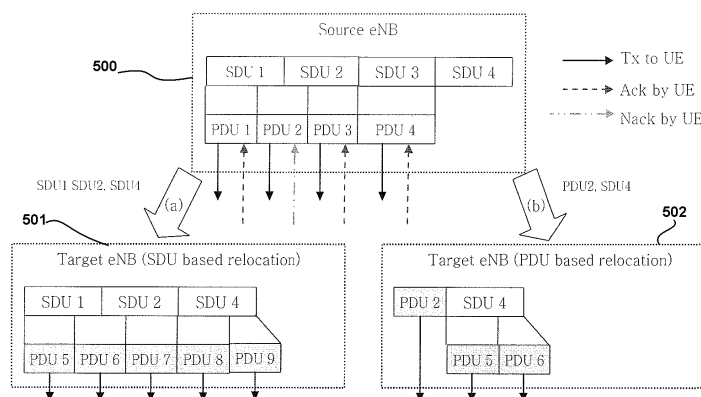 Source eNB
500
SDU 1 SDU 2 SDU 3 SDU 4
PDU 1 PDU 2 PDU 3 PDU 4
Tx to UE
Ack by UE
Nack by UE
SDU1 SDU2, SDU4
(a)
(b)
PDU2, SDU4
501
502
Target eNB (SDU based relocation)
SDU 1 SDU 2 SDU 4
PDU 5 PDU 6 PDU 7 PDU 8 PDU 9
Target eNB (PDU based relocation)
PDU 2 SDU 4
PDU 5 PDU 6